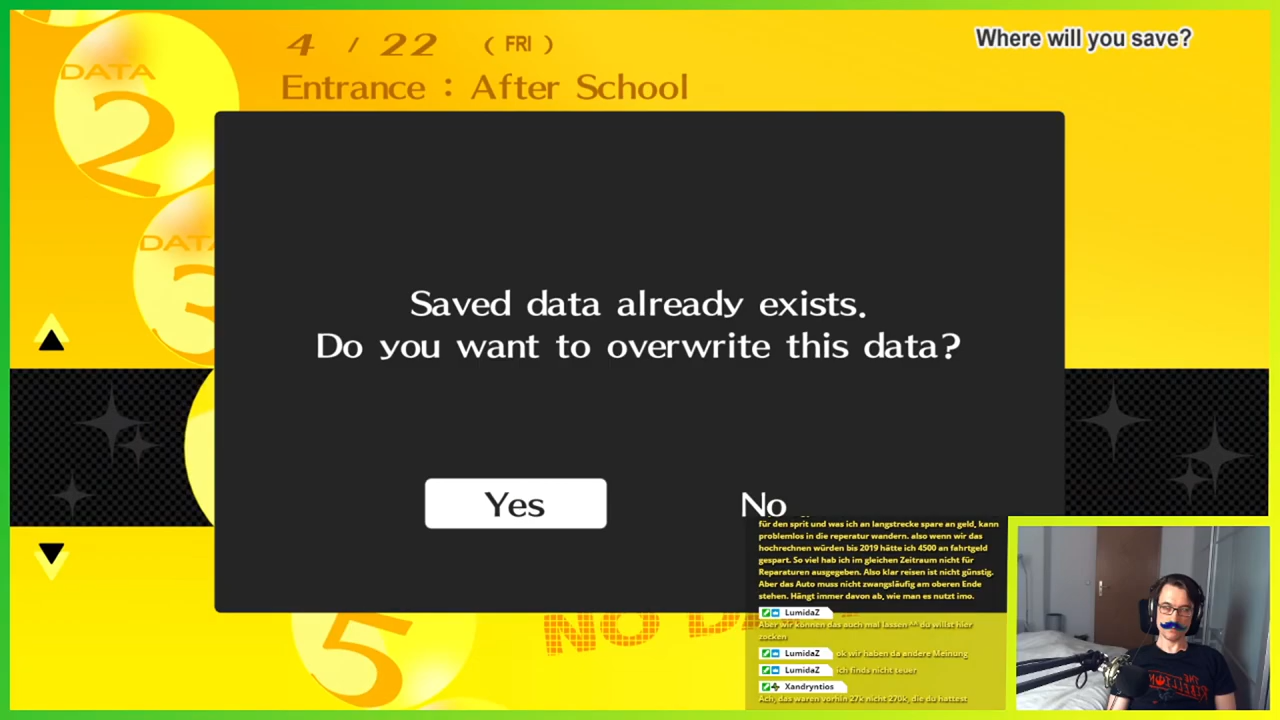 4 / 22 ( FRI )
Where will you save?
Entrance : After School
DATA
2
DATA
3
Saved data already exists.
Do you want to overwrite this data?
Yes
No
für den sprit und was ich an langstrecke spare an geld, kann
problemlos in die reperatur wandern. also wenn wir das
hochrechnen würden bis 2019 hätte ich 4500 an fahrtgeld
gespart. So viel hab ich im gleichen Zeitraum nicht für
Reparaturen ausgegeben. Also klar reisen ist nicht günstig.
Aber das Auto muss nicht zwangsläufig am oberen Ende
stehen. Hängt immer davon ab, wie man es nutzt imo.
LumidaZ
Aber wir können das auch mal lassen ^^ du willst hier
zocken
LumidaZ ok wir haben da andere Meinung
LumidaZ ich finds nicht teuer
Xandryntios
Ach, das waren vorhin 27k nicht 270k, die du hattest
5
NO
THE